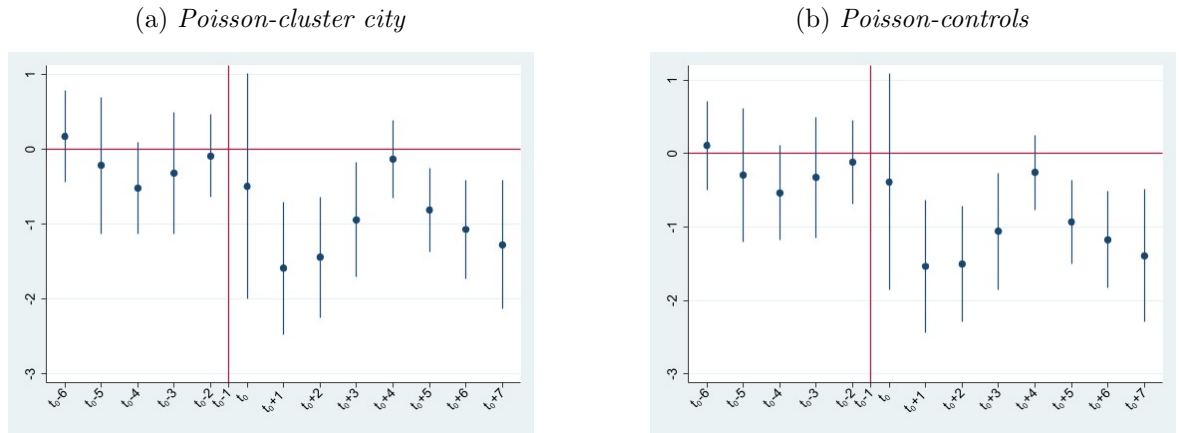 (a) Poisson-cluster city
(b) Poisson-controls
1
0
-1
-2
-3
t₀-6 t₀-5 t₀-4 t₀-3 t₀-2 t₀-1 t₀ t₀+1 t₀+2 t₀+3 t₀+4 t₀+5 t₀+6 t₀+7
1
0
-1
-2
-3
t₀-6 t₀-5 t₀-4 t₀-3 t₀-2 t₀-1 t₀ t₀+1 t₀+2 t₀+3 t₀+4 t₀+5 t₀+6 t₀+7